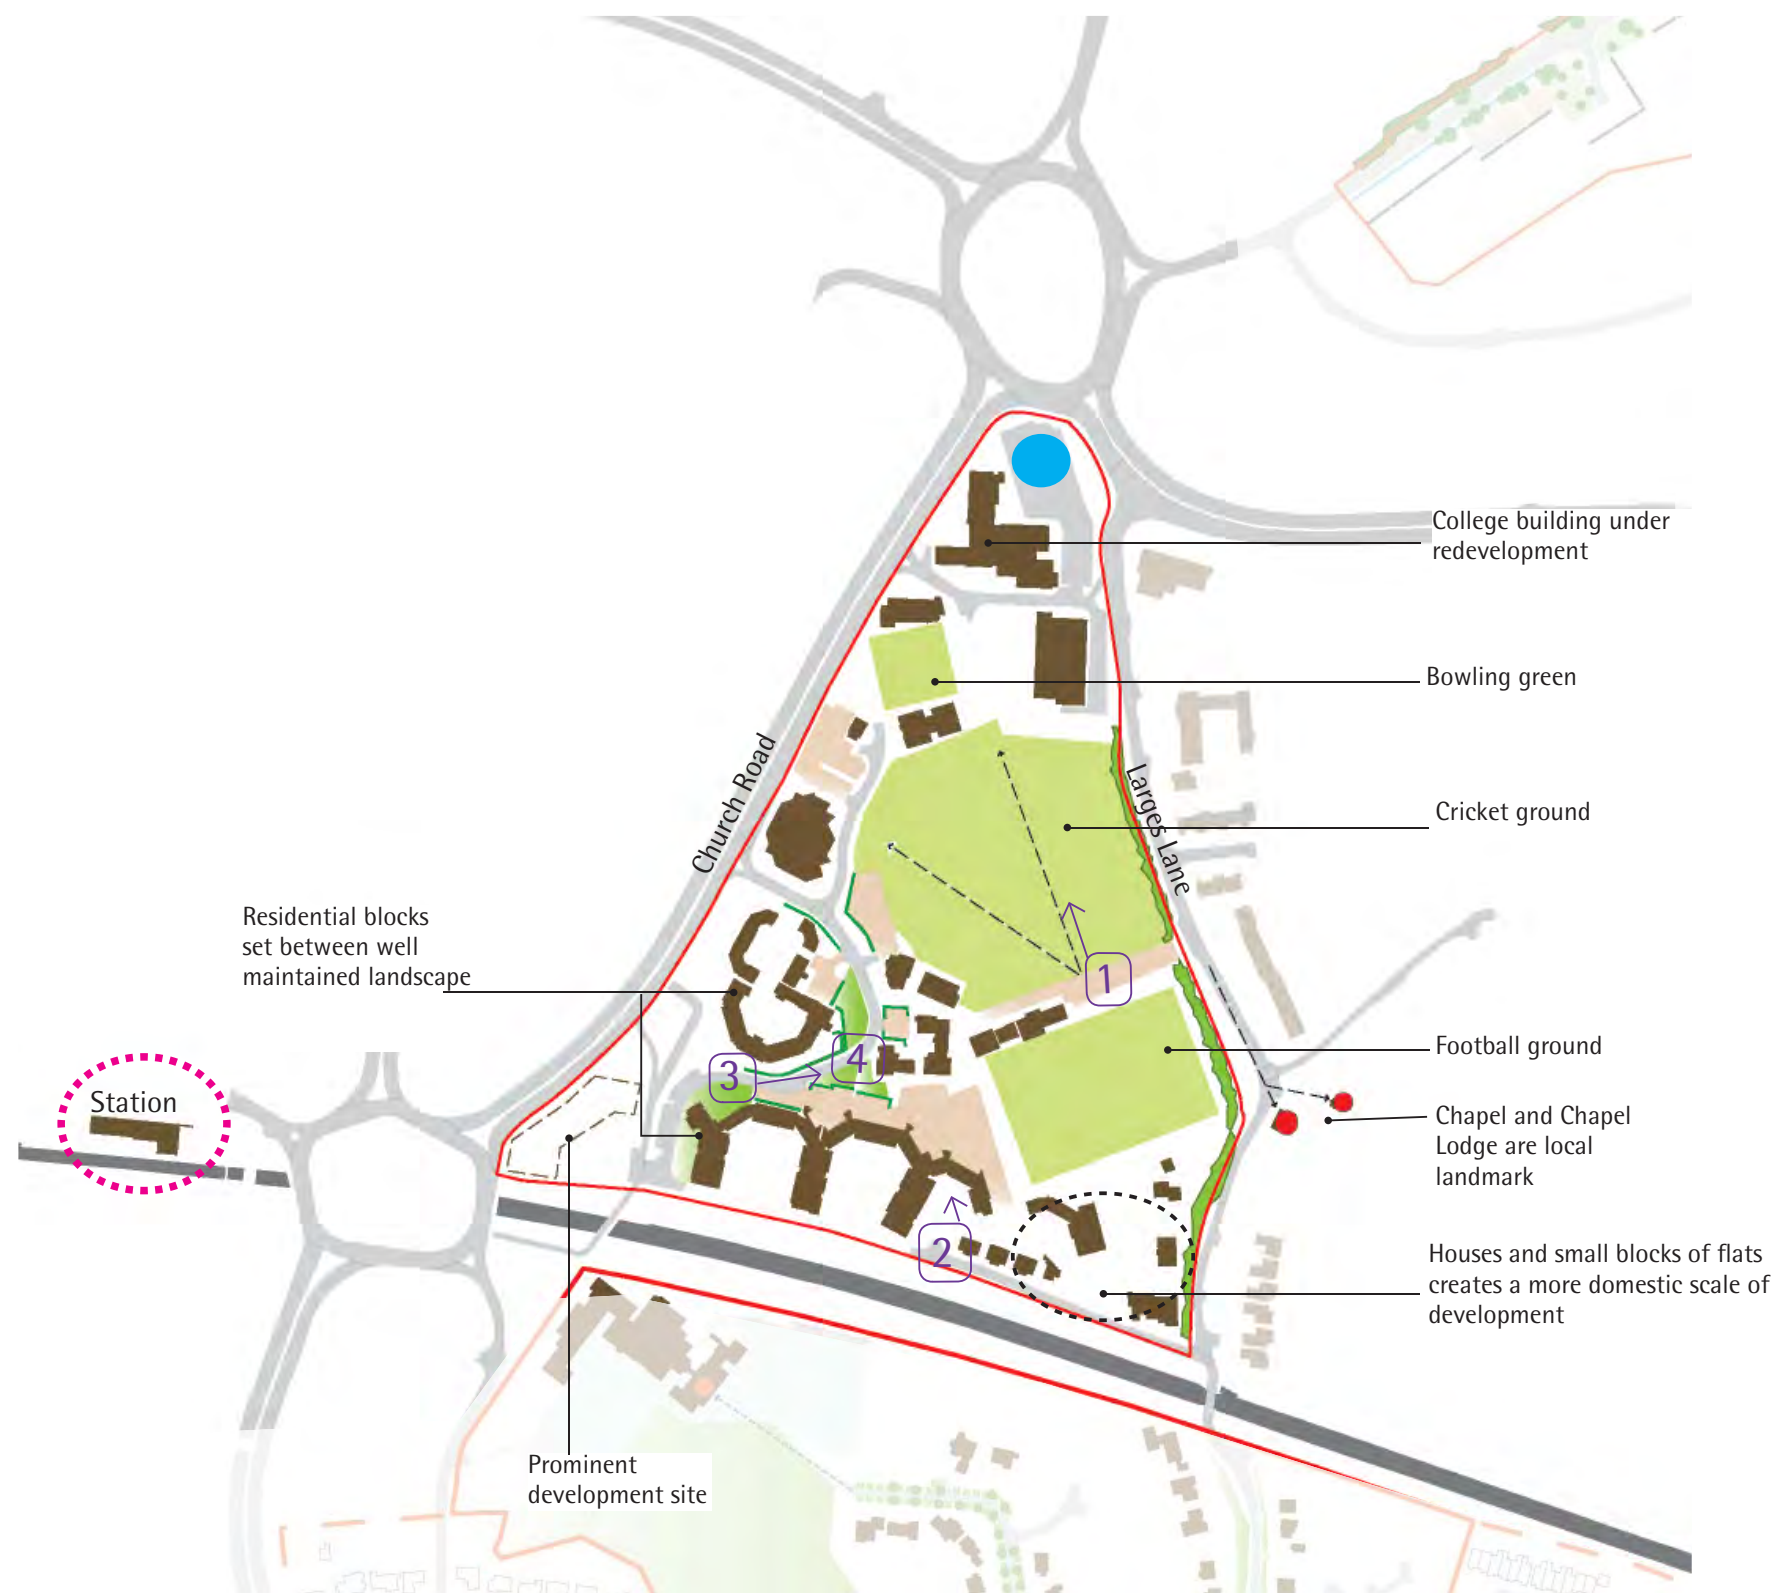 College building under
redevelopment
Bowling green
Church Road
Larges Lane
Cricket ground
Residential blocks
set between well
maintained landscape
1
Football ground
3
4
Station
Chapel and Chapel
Lodge are local
landmark
2
Houses and small blocks of flats
creates a more domestic scale of
development
Prominent
development site